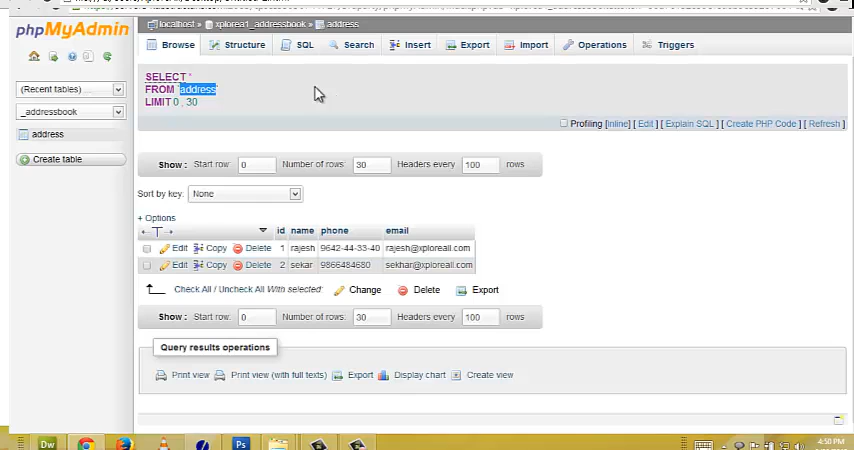 phpMyAdmin
localhost » xplorea1_addressbook » address
Browse Structure SQL Search Insert Export Import Operations Triggers
SELECT *
FROM `address`
LIMIT 0 , 30
(Recent tables) ...
_addressbook
address
Create table
Profiling [Inline] [ Edit ] [ Explain SQL ] [ Create PHP Code ] [ Refresh ]
Show : Start row: 0 Number of rows: 30 Headers every 100 rows
Sort by key: None
+ Options
←T→ id name phone email
Edit Copy Delete 1 rajesh 9642-44-33-40 rajesh@xploreall.com
Edit Copy Delete 2 sekar 9866484680 sekhar@xploreall.com
Check All / Uncheck All With selected: Change Delete Export
Show : Start row: 0 Number of rows: 30 Headers every 100 rows
Query results operations
Print view Print view (with full texts) Export Display chart Create view
Dw Ps 4:50 PM